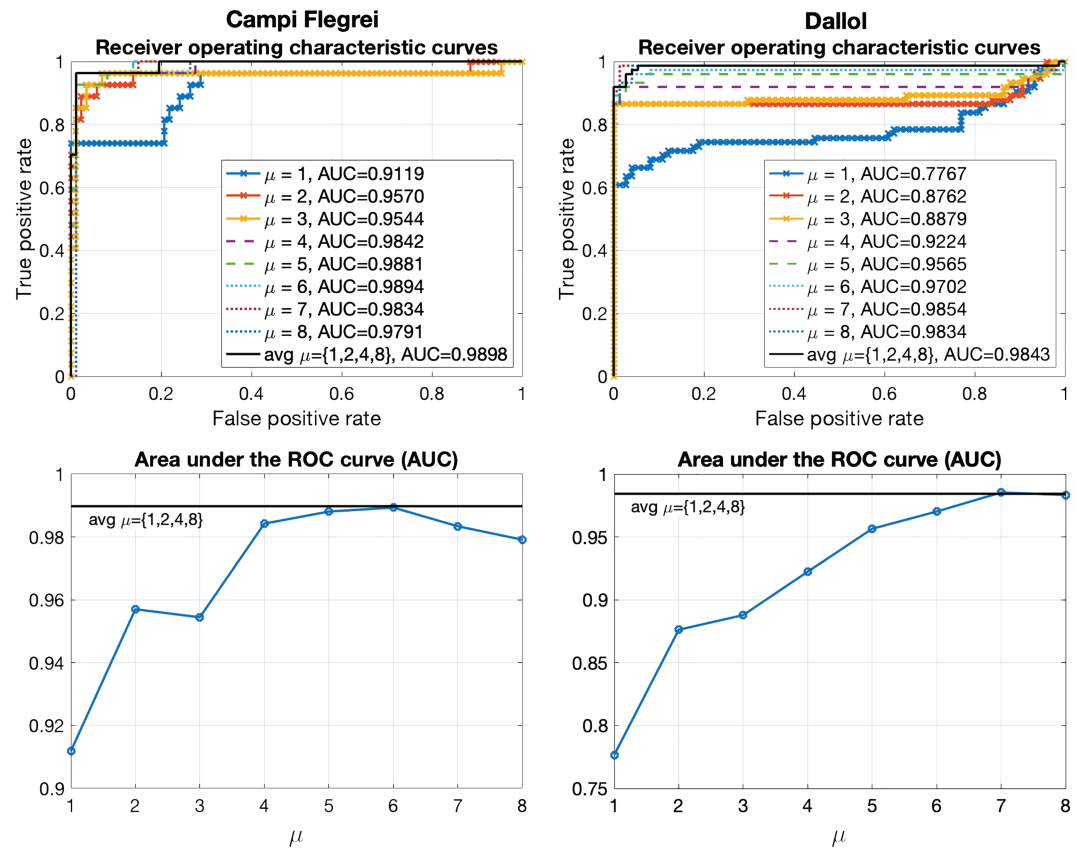 Campi Flegrei
Receiver operating characteristic curves
True positive rate
1
0.8
0.6
0.4
0.2
0
0 0.2 0.4 0.6 0.8 1
False positive rate
μ = 1, AUC=0.9119
μ = 2, AUC=0.9570
μ = 3, AUC=0.9544
μ = 4, AUC=0.9842
μ = 5, AUC=0.9881
μ = 6, AUC=0.9894
μ = 7, AUC=0.9834
μ = 8, AUC=0.9791
avg μ={1,2,4,8}, AUC=0.9898
Dallol
Receiver operating characteristic curves
True positive rate
1
0.8
0.6
0.4
0.2
0
0 0.2 0.4 0.6 0.8 1
False positive rate
μ = 1, AUC=0.7767
μ = 2, AUC=0.8762
μ = 3, AUC=0.8879
μ = 4, AUC=0.9224
μ = 5, AUC=0.9565
μ = 6, AUC=0.9702
μ = 7, AUC=0.9854
μ = 8, AUC=0.9834
avg μ={1,2,4,8}, AUC=0.9843
Area under the ROC curve (AUC)
1
0.98
0.96
0.94
0.92
0.9
avg μ={1,2,4,8}
1 2 3 4 5 6 7 8
μ
Area under the ROC curve (AUC)
1
0.95
0.9
0.85
0.8
0.75
avg μ={1,2,4,8}
1 2 3 4 5 6 7 8
μ